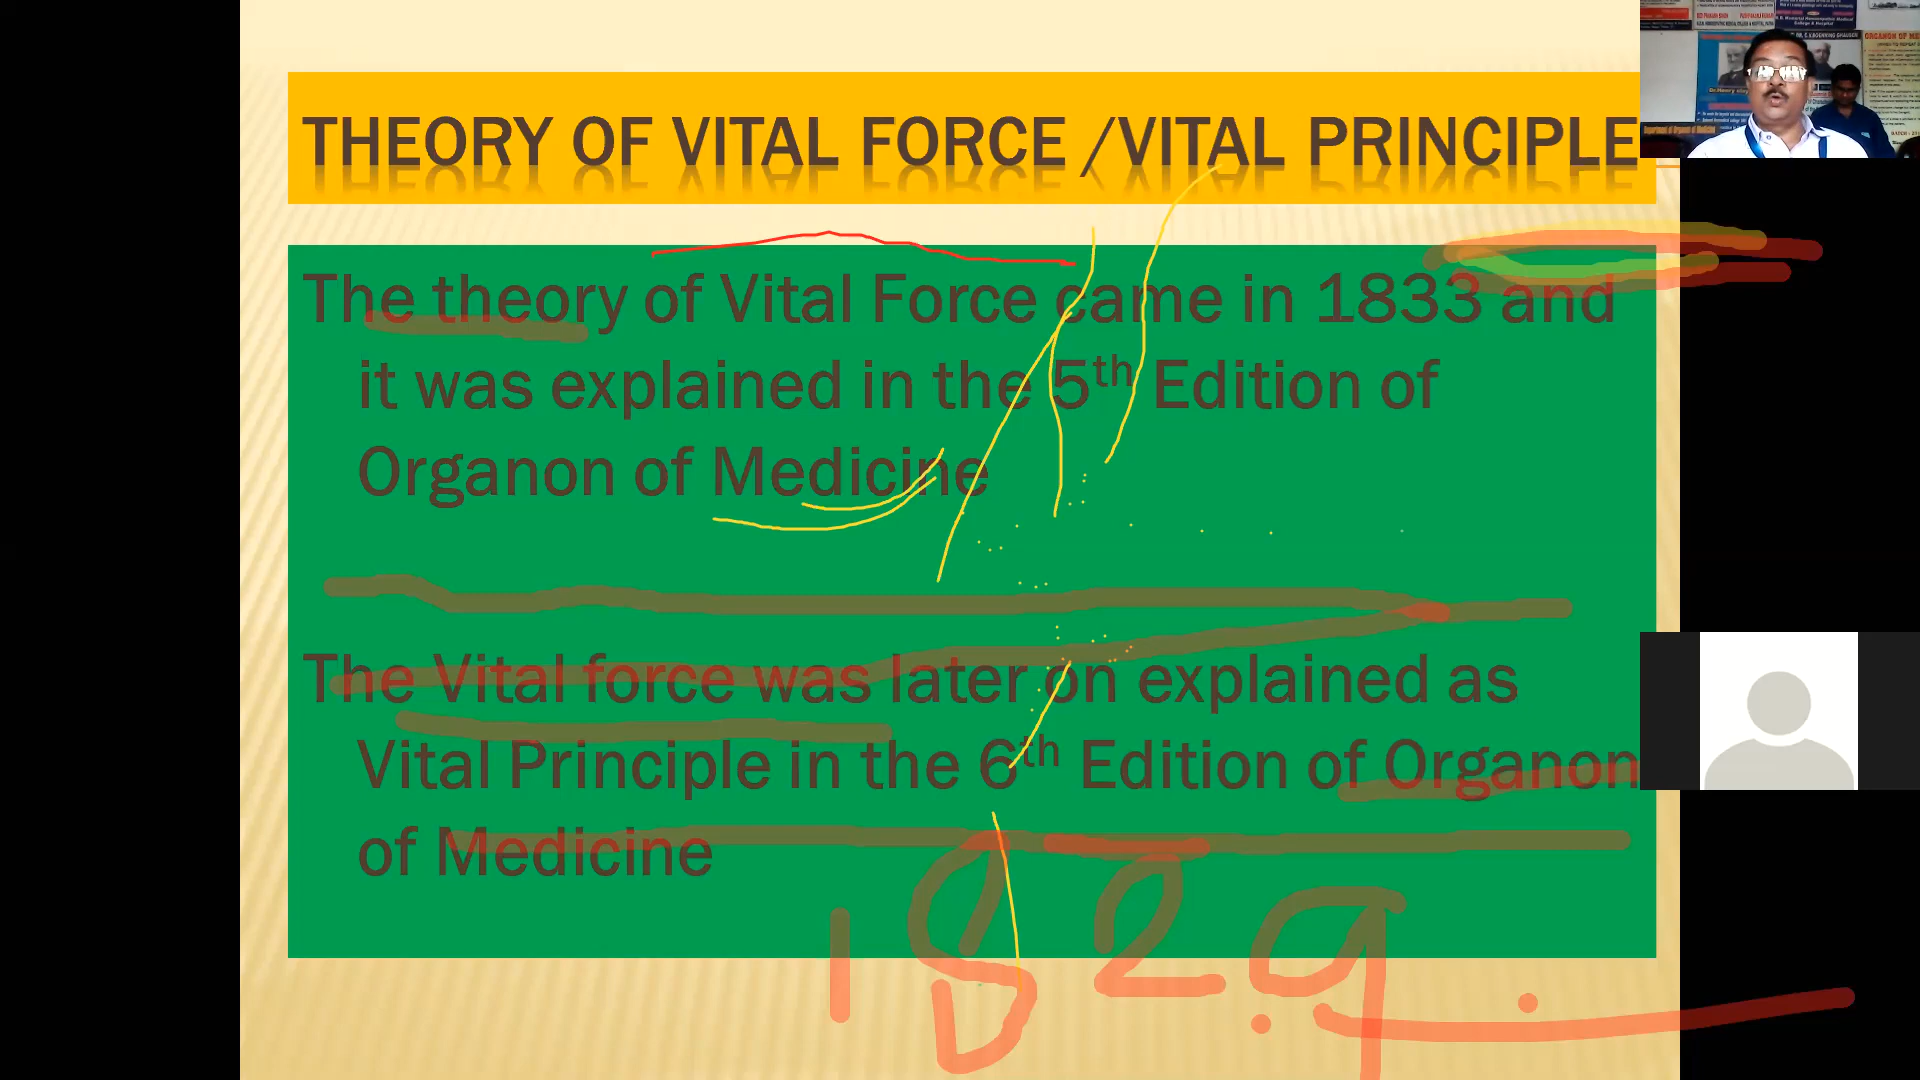 THEORY OF VITAL FORCE /VITAL PRINCIPLE
The theory of Vital Force came in 1833 and
it was explained in the 5th Edition of
Organon of Medicine
The Vital force was later on explained as
Vital Principle in the 6th Edition of Organon
of Medicine
1829